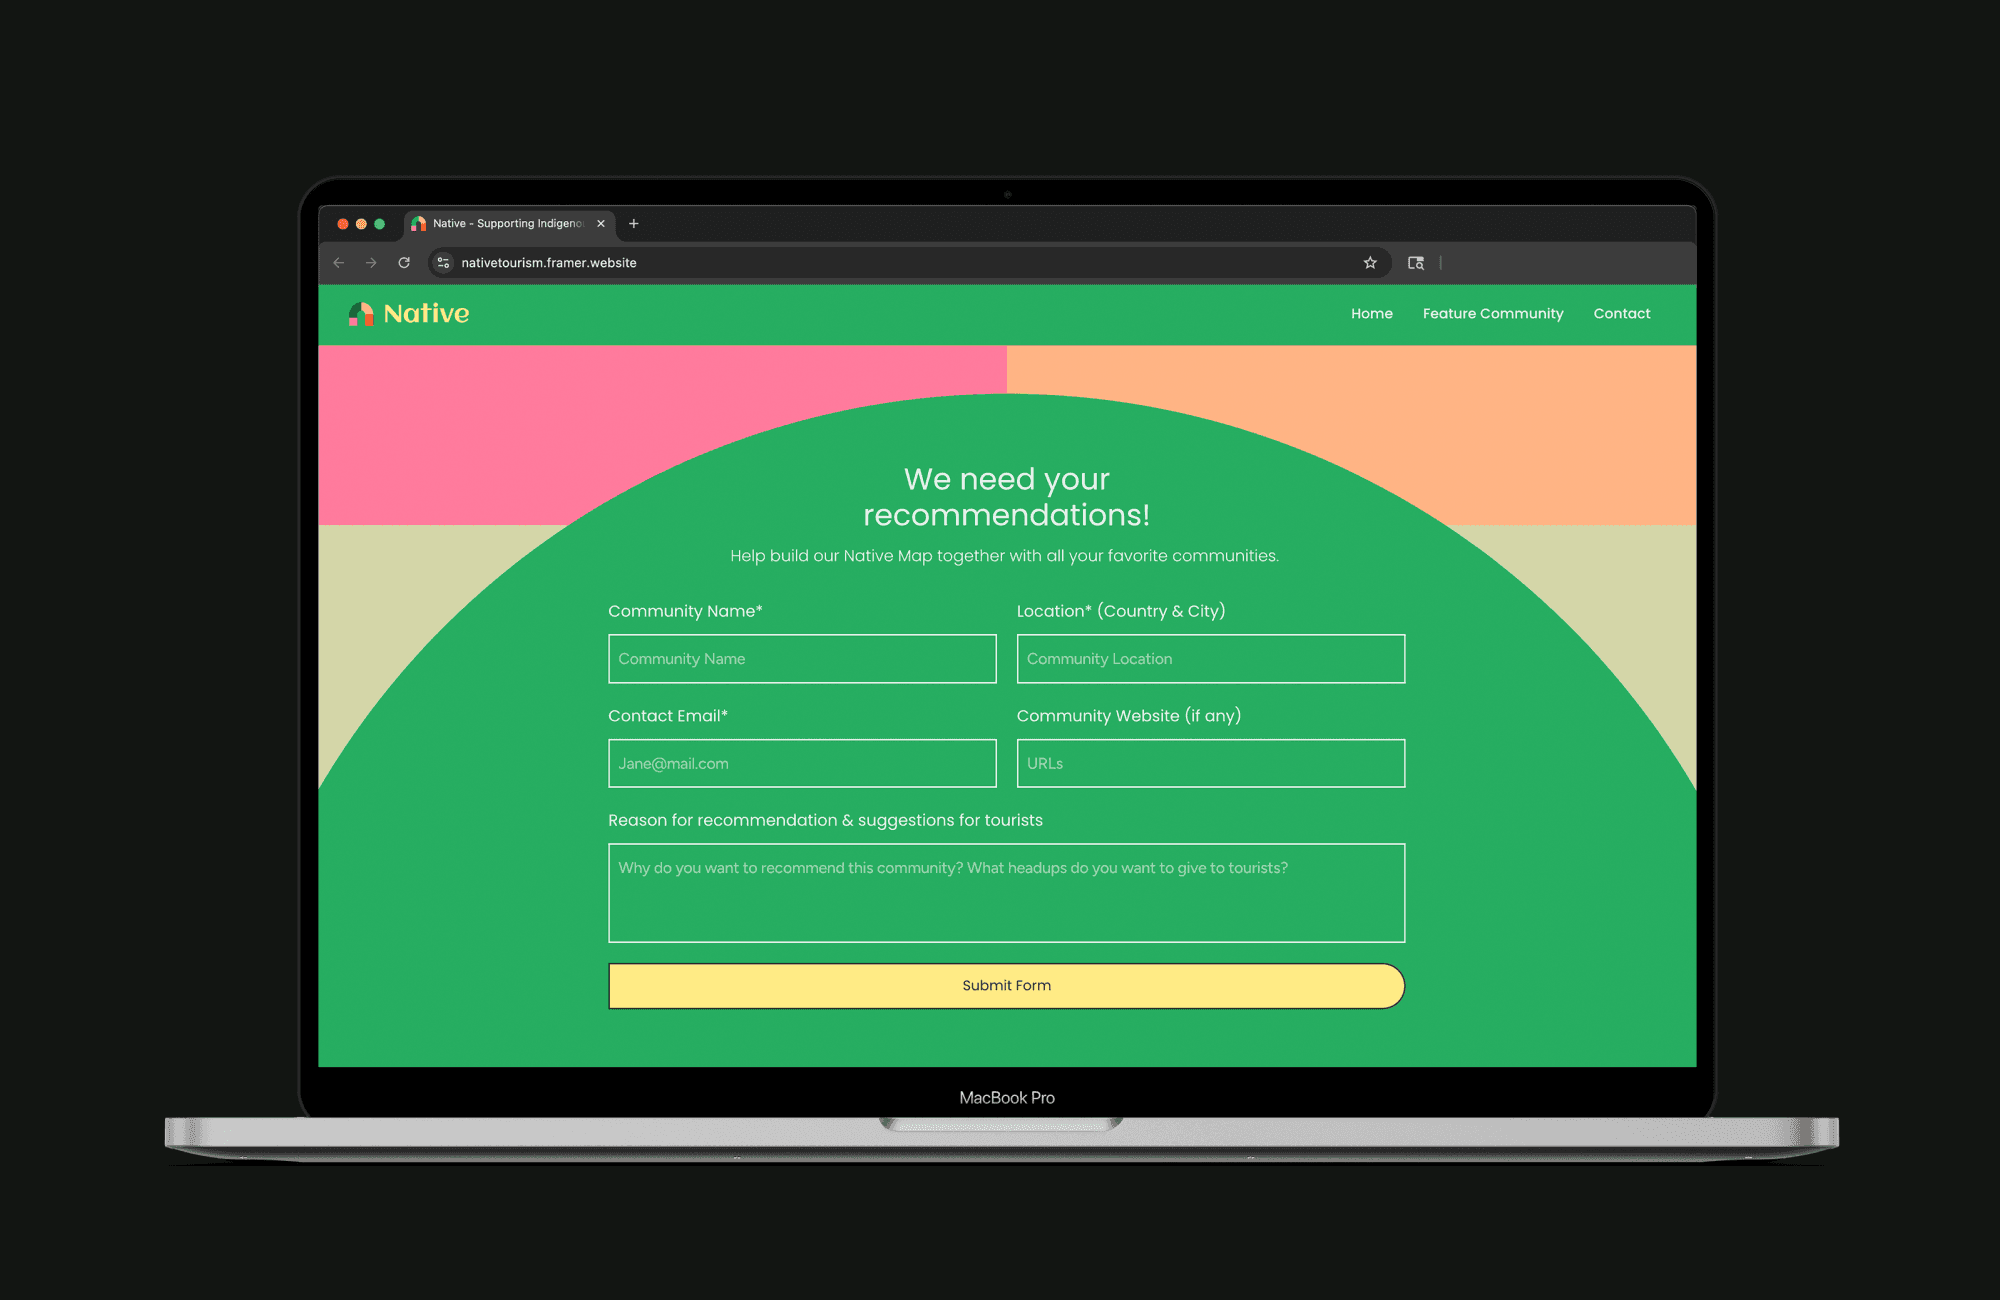 Native - Supporting Indigeno
nativetourism.framer.website
Native
Home
Feature Community
Contact
We need your
recommendations!
Help build our Native Map together with all your favorite communities.
Community Name*
Location* (Country & City)
Community Name
Community Location
Contact Email*
Community Website (if any)
Jane@mail.com
URLs
Reason for recommendation & suggestions for tourists
Why do you want to recommend this community? What headups do you want to give to tourists?
Submit Form
MacBook Pro